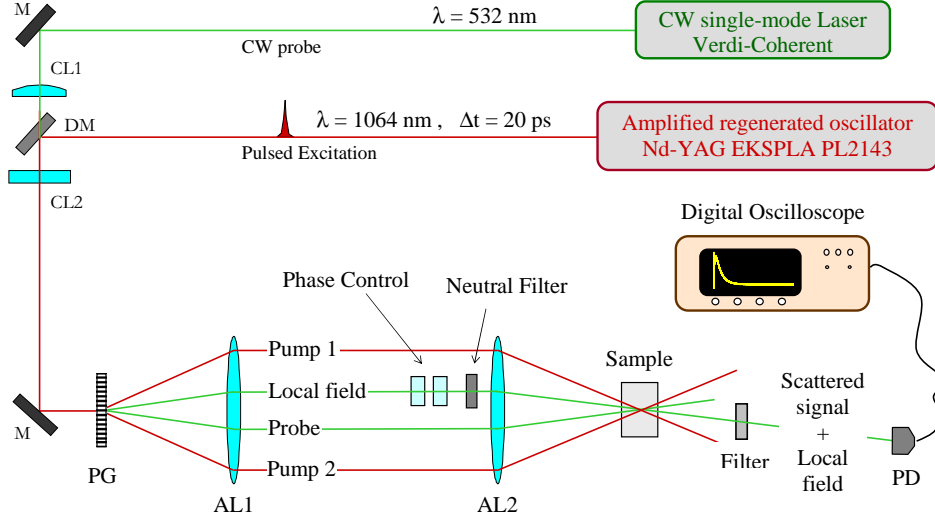 M
λ = 532 nm
CW probe
CW single-mode Laser
Verdi-Coherent
CL1
DM
λ = 1064 nm , Δt = 20 ps
Pulsed Excitation
Amplified regenerated oscillator
Nd-YAG EKSPLA PL2143
CL2
Digital Oscilloscope
Phase Control
Neutral Filter
Pump 1
Local field
Probe
Pump 2
Sample
Scattered
signal
+
Local
field
M
PG
AL1
AL2
Filter
PD